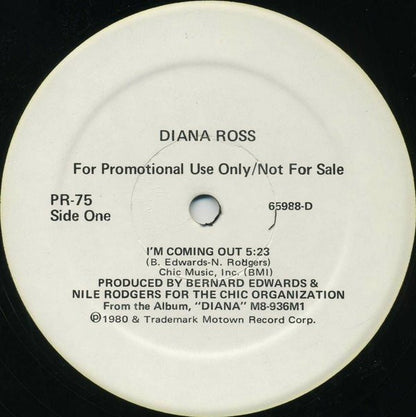 DIANA ROSS
For Promotional Use Only/Not For Sale
PR-75 65988-D
Side One
I'M COMING OUT 5:23
(B. Edwards-N. Rodgers)
Chic Music, Inc. (BMI)
PRODUCED BY BERNARD EDWARDS &
NILE RODGERS FOR THE CHIC ORGANIZATION
From the Album, "DIANA" M8-936M1
℗1980 & Trademark Motown Record Corp.